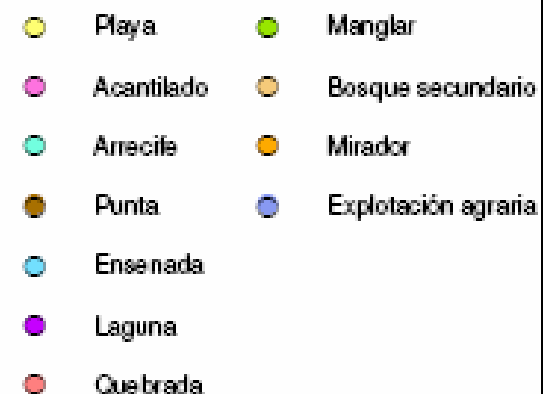 Playa
Acantilado
Arrecife
Punta
Ensenada
Laguna
Quebrada
Manglar
Bosque secundario
Mirador
Explotación agraria